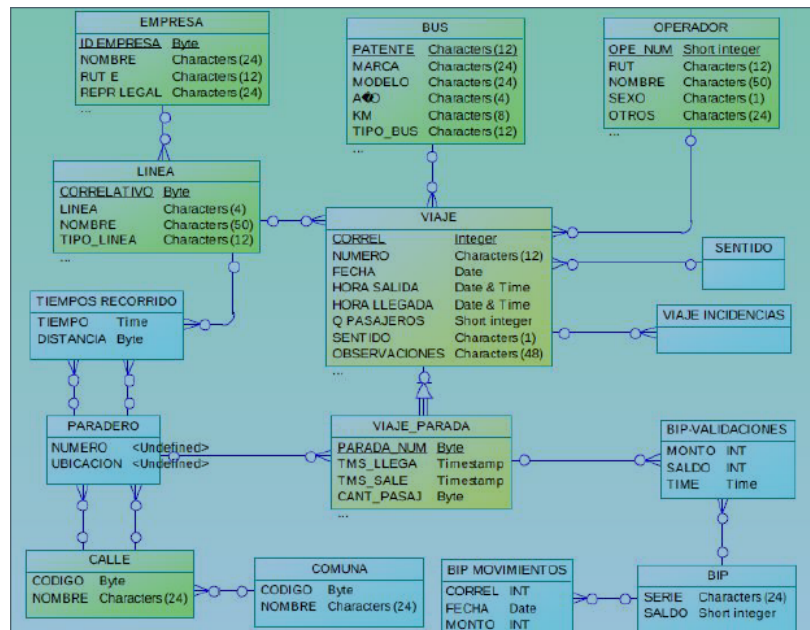 EMPRESA
ID EMPRESA Byte
NOMBRE Characters (24)
RUT E Characters (12)
REPR LEGAL Characters (24)
...
BUS
PATENTE Characters (12)
MARCA Characters (24)
MODELO Characters (24)
A�O Characters (4)
KM Characters (8)
TIPO_BUS Characters (12)
...
OPERADOR
OPE_NUM Short integer
RUT Characters (12)
NOMBRE Characters (50)
SEXO Characters (1)
OTROS Characters (24)
...
LINEA
CORRELATIVO Byte
LINEA Characters (4)
NOMBRE Characters (50)
TIPO_LINEA Characters (12)
...
VIAJE
CORREL Integer
NUMERO Characters (12)
FECHA Date
HORA SALIDA Date & Time
HORA LLEGADA Date & Time
Q PASAJEROS Short integer
SENTIDO Characters (1)
OBSERVACIONES Characters (48)
...
SENTIDO
VIAJE INCIDENCIAS
TIEMPOS RECORRIDO
TIEMPO Time
DISTANCIA Byte
PARADERO
NUMERO <Undefined>
UBICACION <Undefined>
VIAJE_PARADA
PARADA_NUM Byte
TMS_LLEGA Timestamp
TMS_SALE Timestamp
CANT_PASAJ Byte
...
BIP-VALIDACIONES
MONTO INT
SALDO INT
TIME Time
CALLE
CODIGO Byte
NOMBRE Characters (24)
COMUNA
CODIGO Byte
NOMBRE Characters (24)
BIP MOVIMIENTOS
CORREL INT
FECHA Date
MONTO INT
BIP
SERIE Characters (24)
SALDO Short integer